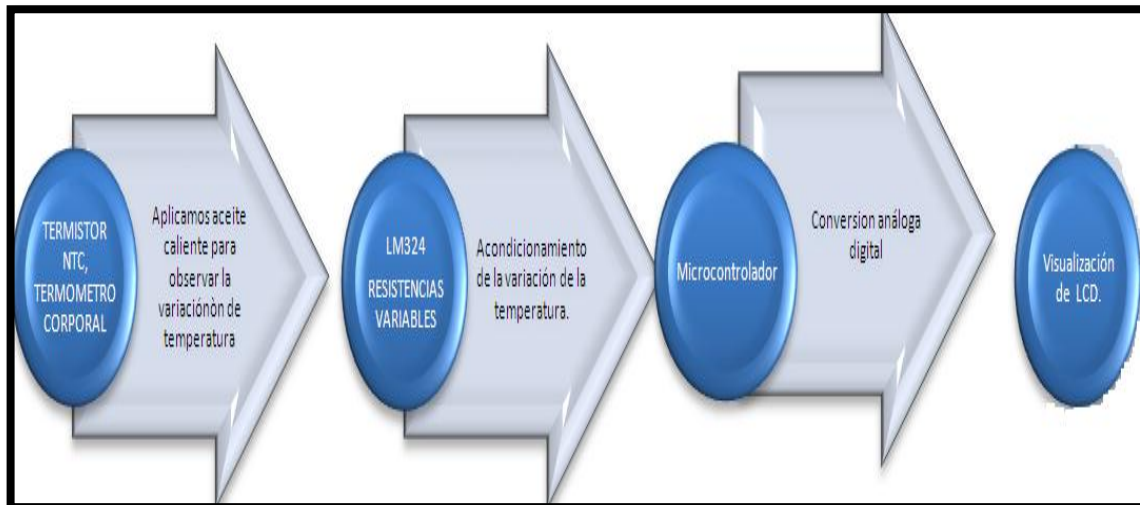 TERMISTOR
NTC,
TERMOMETRO
CORPORAL
Aplicamos aceite
caliente para
observar la
variaciónòn de
temperatura
LM324
RESISTENCIAS
VARIABLES
Acondicionamiento
de la variación de la
temperatura.
Microcontrolador
Conversion análoga
digital
Visualización
de LCD.